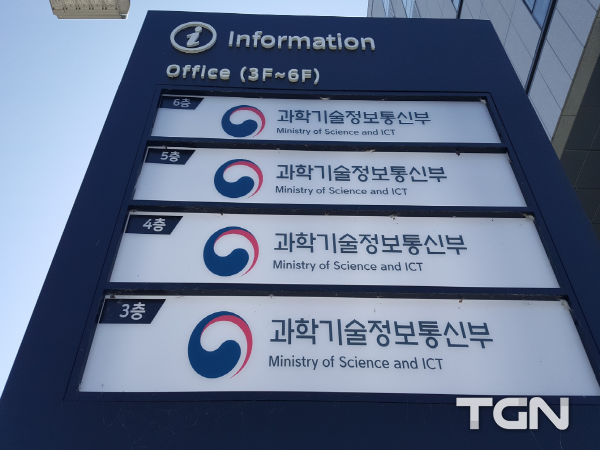 i Information
Office (3F~6F)
6층
과학기술정보통신부
Ministry of Science and ICT
5층
과학기술정보통신부
Ministry of Science and ICT
4층
과학기술정보통신부
Ministry of Science and ICT
3층
과학기술정보통신부
Ministry of Science and ICT
TGN